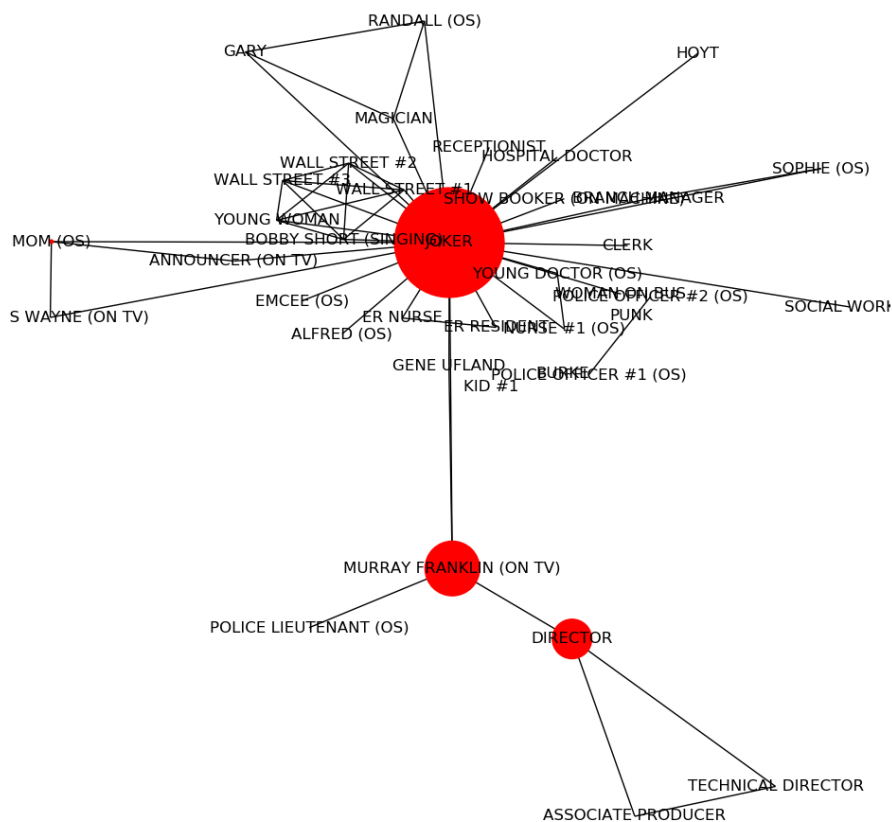 RANDALL (OS)
GARY
HOYT
MAGICIAN
RECEPTIONIST
HOSPITAL DOCTOR
WALL STREET #2
SOPHIE (OS)
WALL STREET #3
WALL STREET #1
SHOW BOOKER (ON MACHINE)
BRANCH MANAGER
YOUNG WOMAN
BOBBY SHORT (SINGING)
JOKER
MOM (OS)
CLERK
ANNOUNCER (ON TV)
YOUNG DOCTOR (OS)
WOMAN ON BUS
POLICE OFFICER #2 (OS)
EMCEE (OS)
SOCIAL WORK
S WAYNE (ON TV)
ER NURSE
PUNK
ALFRED (OS)
ER RESIDENT
NURSE #1 (OS)
GENE UFLAND
BURKE
POLICE OFFICER #1 (OS)
KID #1
MURRAY FRANKLIN (ON TV)
POLICE LIEUTENANT (OS)
DIRECTOR
TECHNICAL DIRECTOR
ASSOCIATE PRODUCER